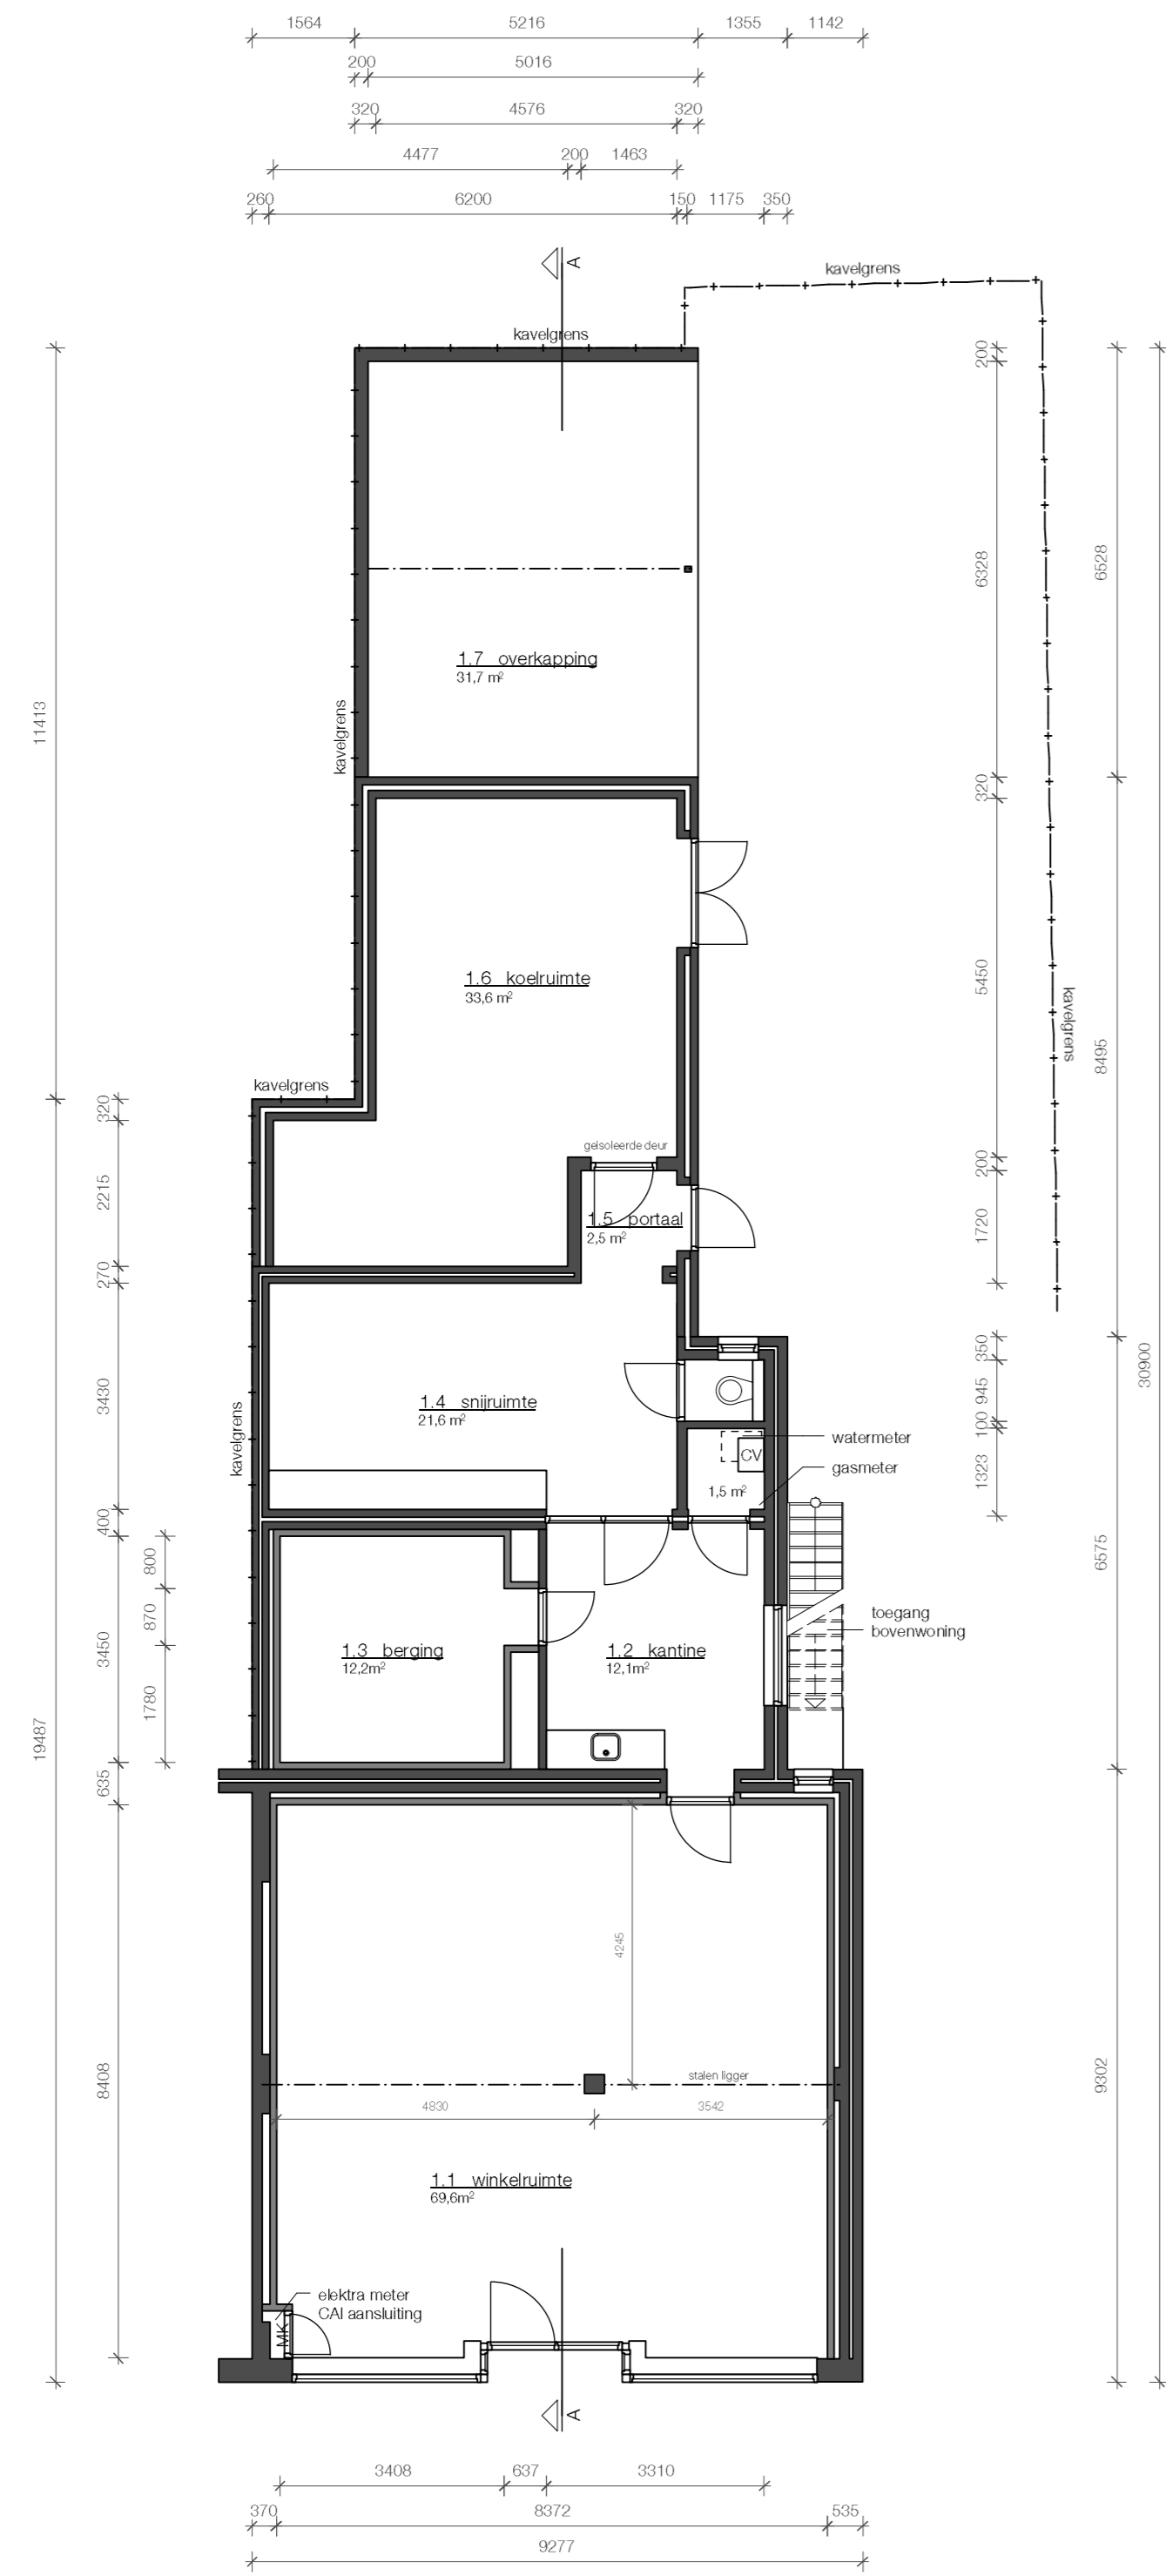 1564 5216 1355 1142
200 5016
320 4576 320
4477 200 1463
260 6200 150 1175 350
A
kavelgrens
kavelgrens
200
6328
6528
1.7 overkapping
31,7 m²
kavelgrens
11413
320
1.6 koelruimte
33,6 m²
5450
kavelgrens
8495
kavelgrens
320
geïsoleerde deur
200
2215
1.5 portaal
2,5 m²
1720
270
350
30900
3430
1.4 snijruimte
21,6 m²
945
kavelgrens
100
watermeter
CV
gasmeter
1323
1,5 m²
400
800
6575
870
toegang
bovenwoning
3450
1.3 berging
12,2m²
1.2 kantine
12,1m²
1780
19487
635
4245
8408
stalen ligger
9302
4830 3542
1.1 winkelruimte
69,6m²
elektra meter
CAI aansluiting
MK
A
3408 637 3310
370 8372 535
9277